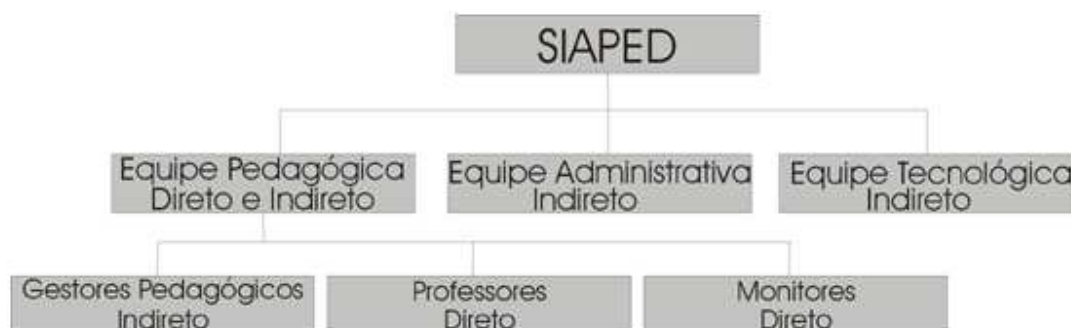 SIAPED
Equipe Pedagógica
Direto e Indireto
Equipe Administrativa
Indireto
Equipe Tecnológica
Indireto
Gestores Pedagógicos
Indireto
Professores
Direto
Monitores
Direto